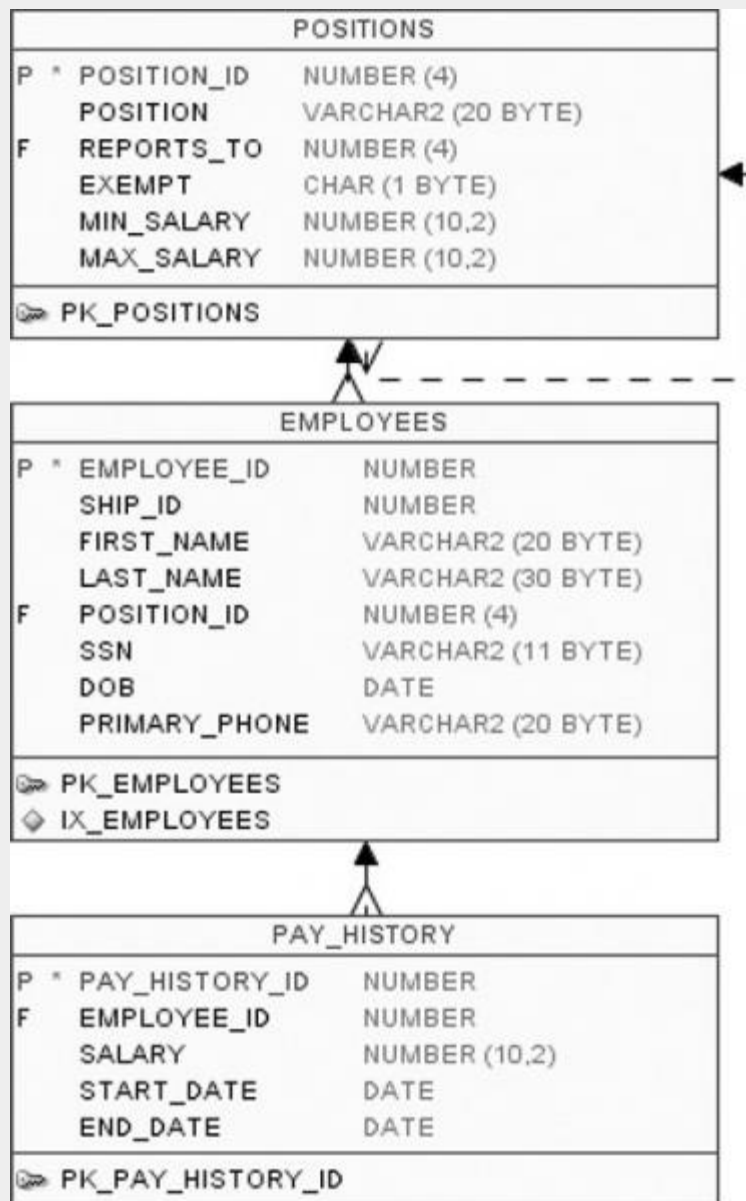 POSITIONS
P * POSITION_ID NUMBER (4)
POSITION VARCHAR2 (20 BYTE)
F REPORTS_TO NUMBER (4)
EXEMPT CHAR (1 BYTE)
MIN_SALARY NUMBER (10,2)
MAX_SALARY NUMBER (10,2)
PK_POSITIONS
EMPLOYEES
P * EMPLOYEE_ID NUMBER
SHIP_ID NUMBER
FIRST_NAME VARCHAR2 (20 BYTE)
LAST_NAME VARCHAR2 (30 BYTE)
F POSITION_ID NUMBER (4)
SSN VARCHAR2 (11 BYTE)
DOB DATE
PRIMARY_PHONE VARCHAR2 (20 BYTE)
PK_EMPLOYEES
IX_EMPLOYEES
PAY_HISTORY
P * PAY_HISTORY_ID NUMBER
F EMPLOYEE_ID NUMBER
SALARY NUMBER (10,2)
START_DATE DATE
END_DATE DATE
PK_PAY_HISTORY_ID